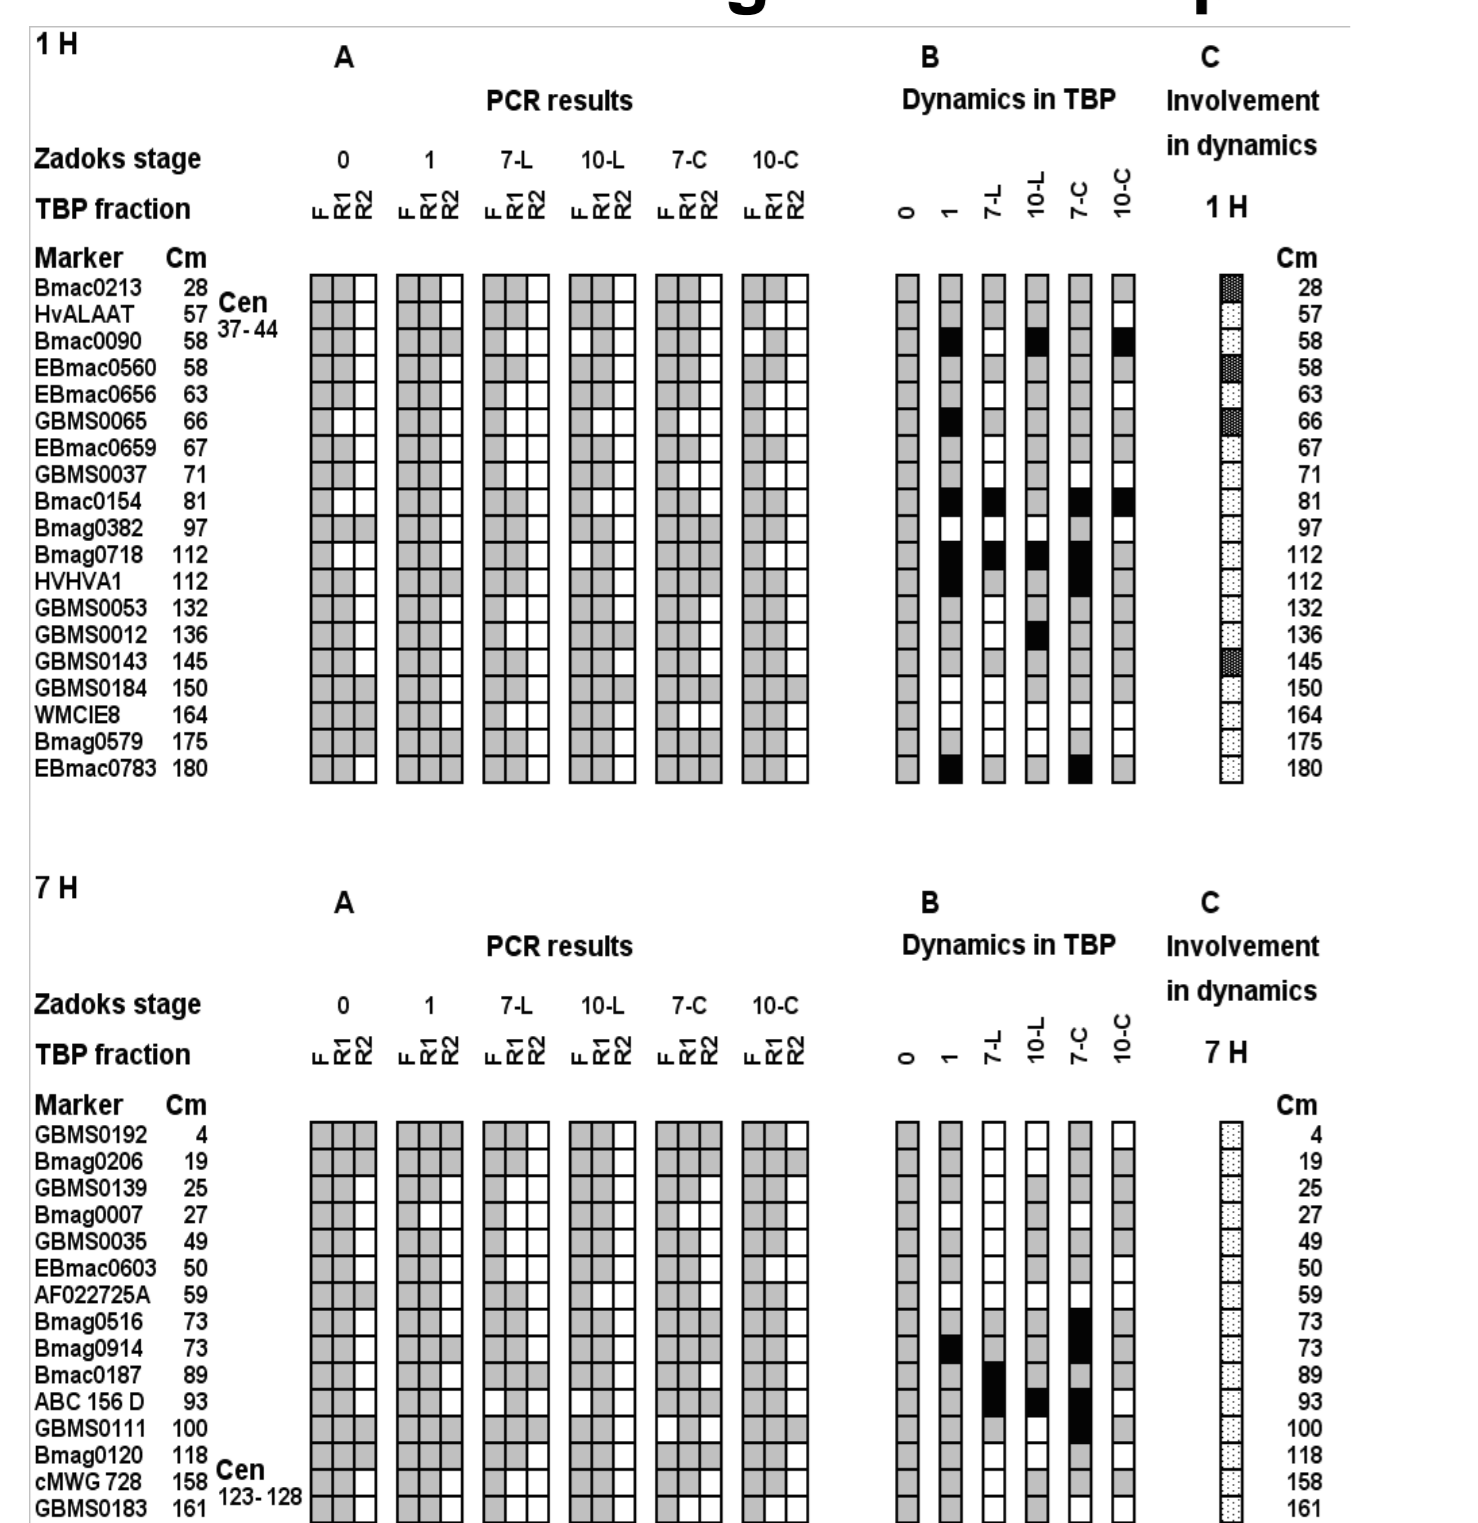 1 H
A B C
PCR results Dynamics in TBP Involvement
in dynamics
Zadoks stage 0 1 7-L 10-L 7-C 10-C
TBP fraction F R1 R2 F R1 R2 F R1 R2 F R1 R2 F R1 R2 F R1 R2 0 1 7-L 10-L 7-C 10-C 1 H
Marker Cm Cm
Bmac0213 28 28
Cen
HvALAAT 57 57
37-44
Bmac0090 58 58
EBmac0560 58 58
EBmac0656 63 63
GBMS0065 66 66
EBmac0659 67 67
GBMS0037 71 71
Bmac0154 81 81
Bmag0382 97 97
Bmag0718 112 112
HVHVA1 112 112
GBMS0053 132 132
GBMS0012 136 136
GBMS0143 145 145
GBMS0184 150 150
WMCIE8 164 164
Bmag0579 175 175
EBmac0783 180 180
7 H
A B C
PCR results Dynamics in TBP Involvement
in dynamics
Zadoks stage 0 1 7-L 10-L 7-C 10-C
TBP fraction F R1 R2 F R1 R2 F R1 R2 F R1 R2 F R1 R2 F R1 R2 0 1 7-L 10-L 7-C 10-C 7 H
Marker Cm Cm
GBMS0192 4 4
Bmag0206 19 19
GBMS0139 25 25
Bmag0007 27 27
GBMS0035 49 49
EBmac0603 50 50
AF022725A 59 59
Bmag0516 73 73
Bmag0914 73 73
Bmac0187 89 89
ABC 156 D 93 93
GBMS0111 100 100
Bmag0120 118 118
Cen
cMWG 728 158 158
123-128
GBMS0183 161 161